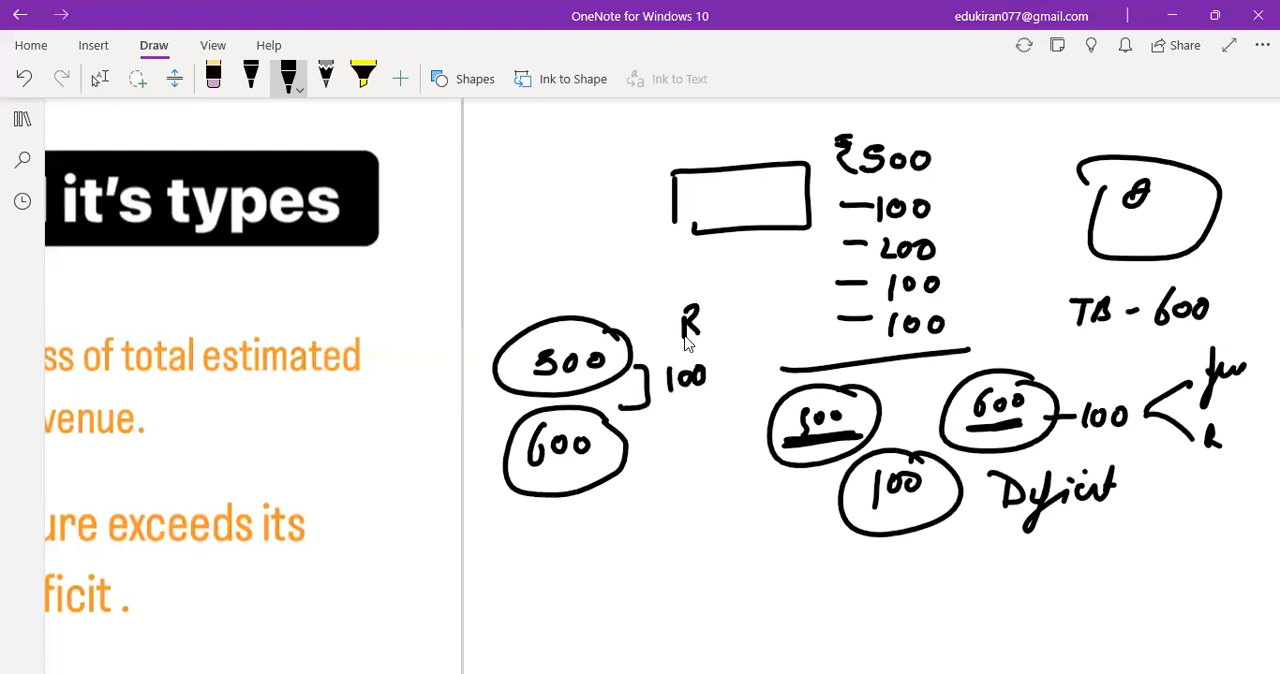 OneNote for Windows 10
edukiran077@gmail.com
Home
Insert
Draw
View
Help
Share
Shapes
Ink to Shape
Ink to Text
it's types
ss of total estimated
venue.
ure exceeds its
ficit .
₹500
-100
- 200
- 100
- 100
TB - 600
R
100
500
600
500
600 -100
R
100
Deficit